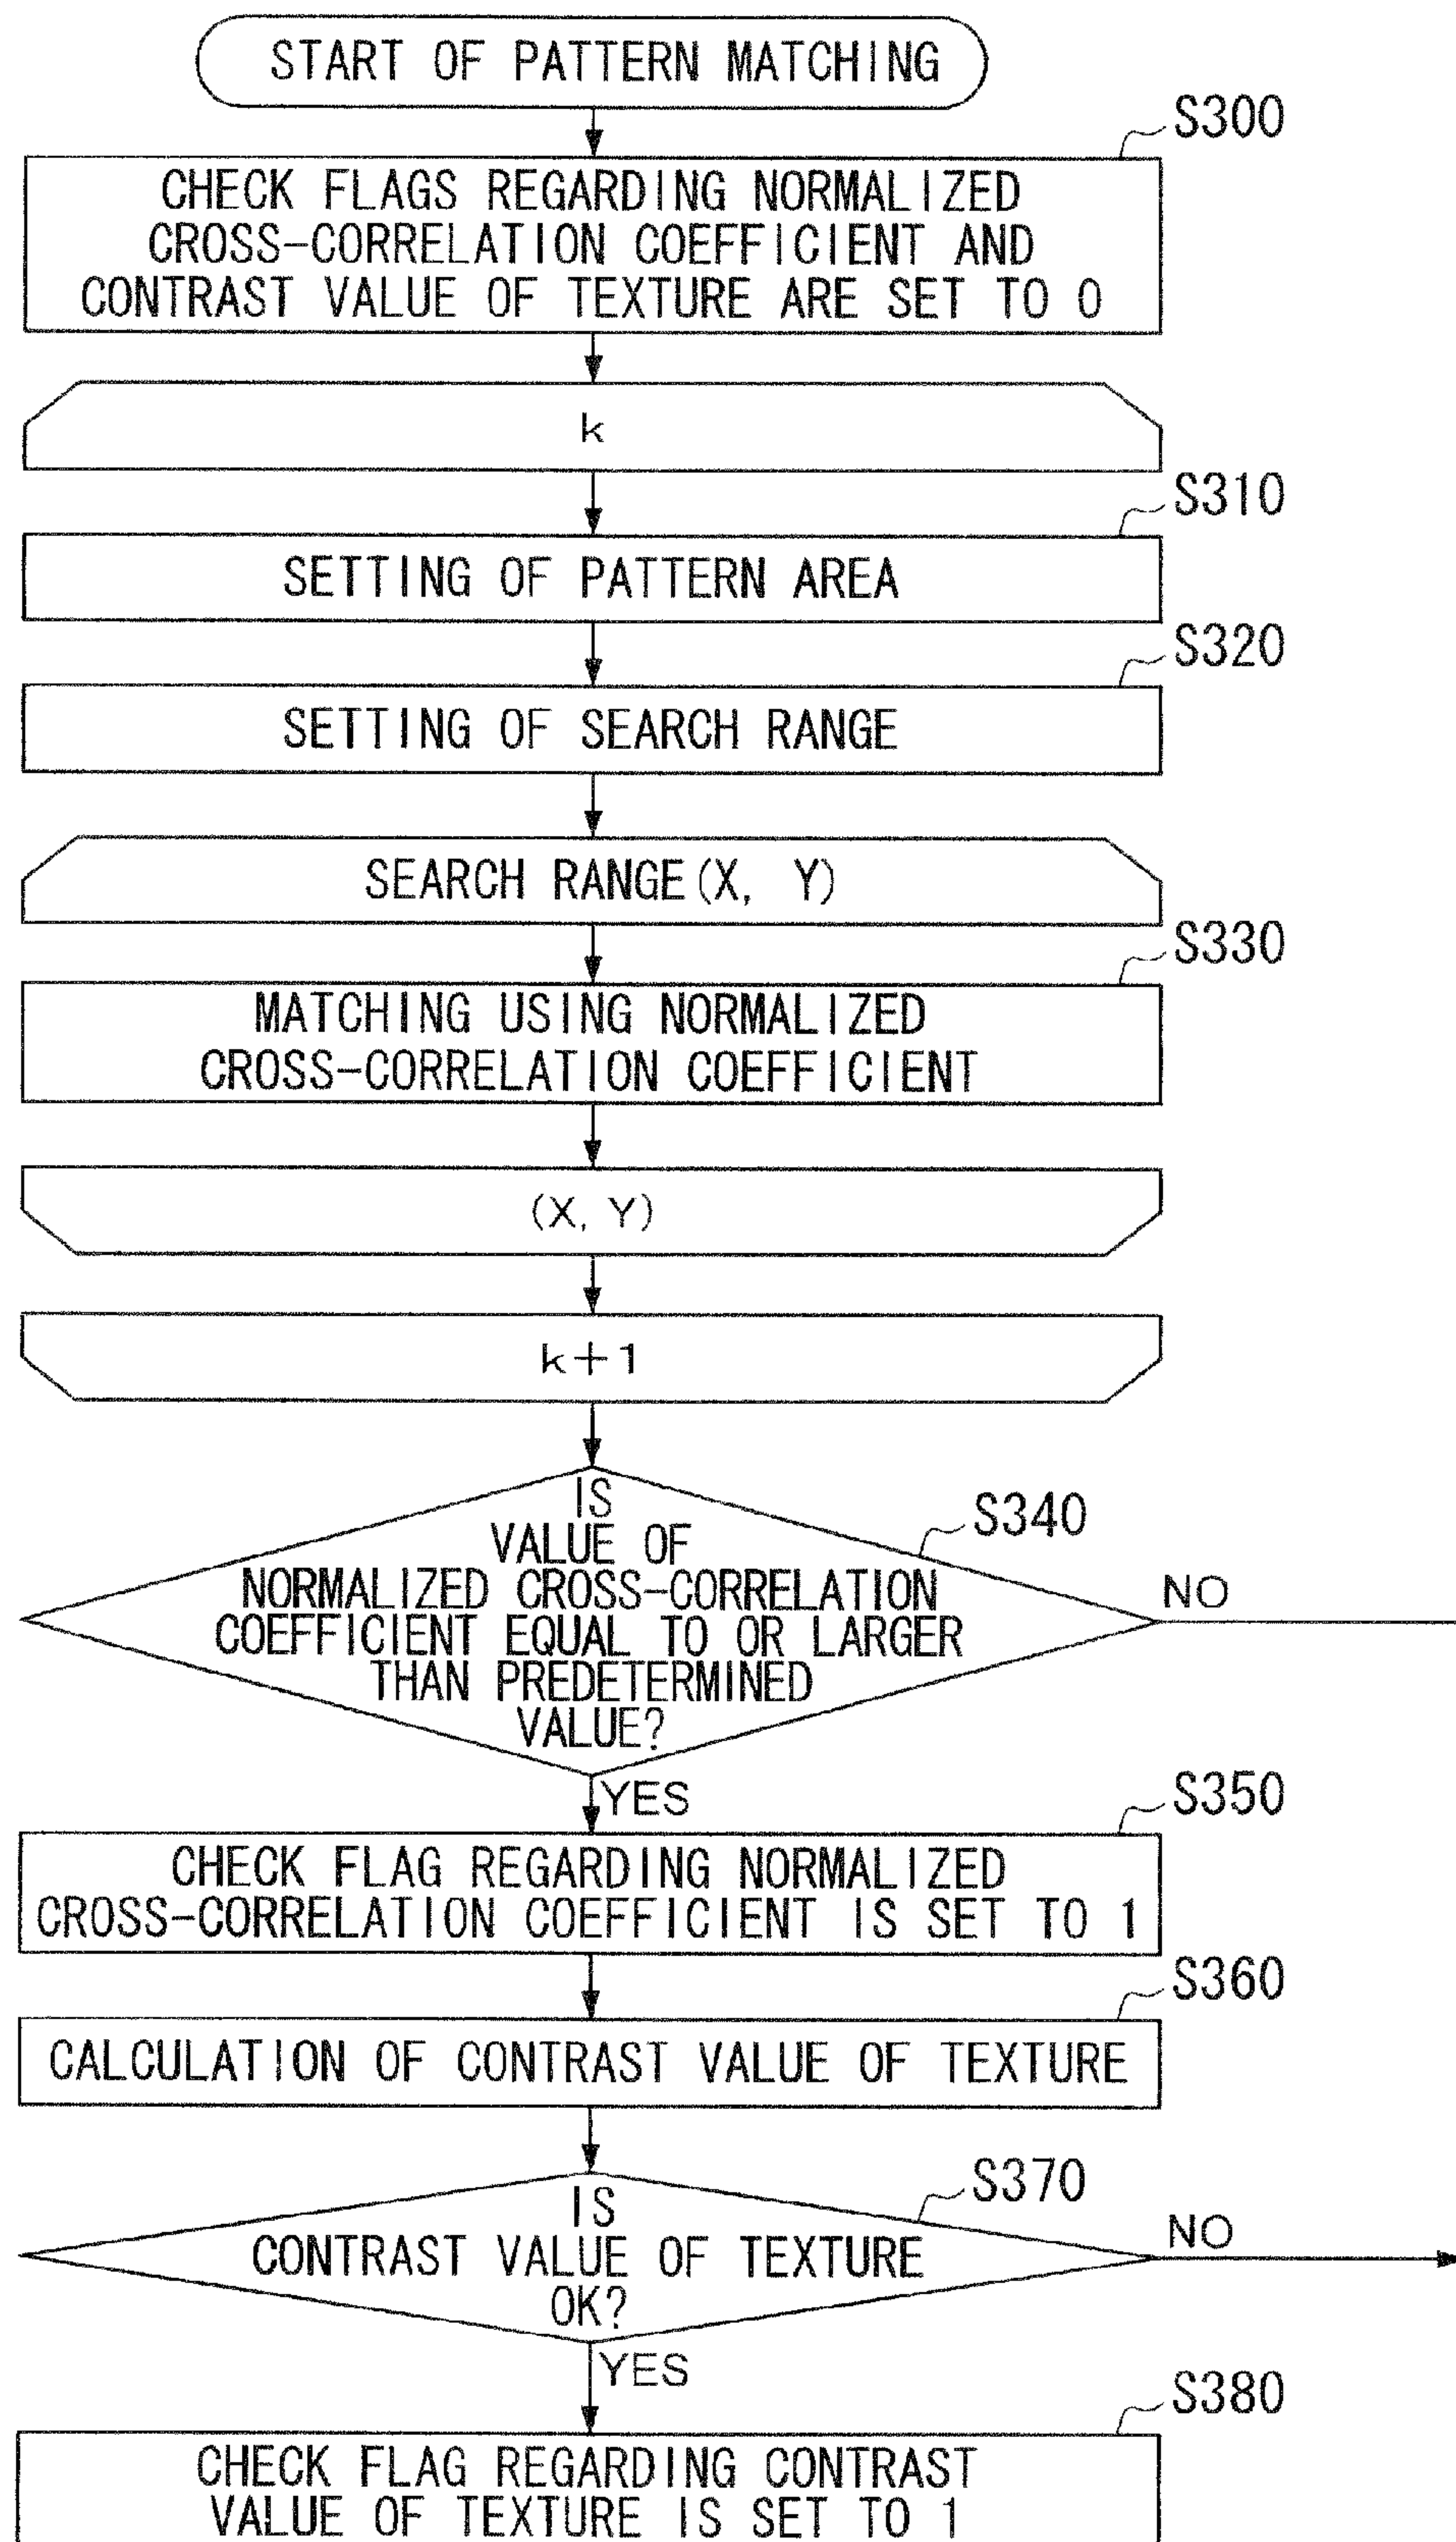 START OF PATTERN MATCHING
S300
CHECK FLAGS REGARDING NORMALIZED
CROSS-CORRELATION COEFFICIENT AND
CONTRAST VALUE OF TEXTURE ARE SET TO 0
k
S310
SETTING OF PATTERN AREA
S320
SETTING OF SEARCH RANGE
SEARCH RANGE(X, Y)
S330
MATCHING USING NORMALIZED
CROSS-CORRELATION COEFFICIENT
(X, Y)
k+1
S340
IS
VALUE OF
NORMALIZED CROSS-CORRELATION
COEFFICIENT EQUAL TO OR LARGER
THAN PREDETERMINED
VALUE?
NO
YES
S350
CHECK FLAG REGARDING NORMALIZED
CROSS-CORRELATION COEFFICIENT IS SET TO 1
S360
CALCULATION OF CONTRAST VALUE OF TEXTURE
S370
IS
CONTRAST VALUE OF TEXTURE
OK?
NO
YES
S380
CHECK FLAG REGARDING CONTRAST
VALUE OF TEXTURE IS SET TO 1